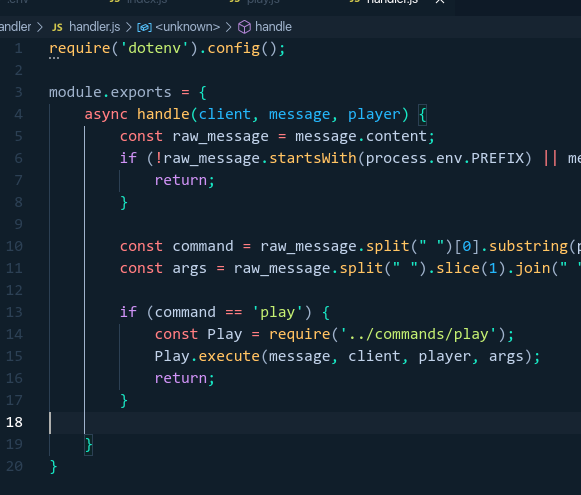 .env index.js play.js handler.js
andler > JS handler.js > <unknown> > handle
1 require('dotenv').config();
2
3 module.exports = {
4 async handle(client, message, player) {
5 const raw_message = message.content;
6 if (!raw_message.startsWith(process.env.PREFIX) || me
7 return;
8 }
9
10 const command = raw_message.split(" ")[0].substring(p
11 const args = raw_message.split(" ").slice(1).join(" "
12
13 if (command == 'play') {
14 const Play = require('../commands/play');
15 Play.execute(message, client, player, args);
16 return;
17 }
18
19 }
20 }